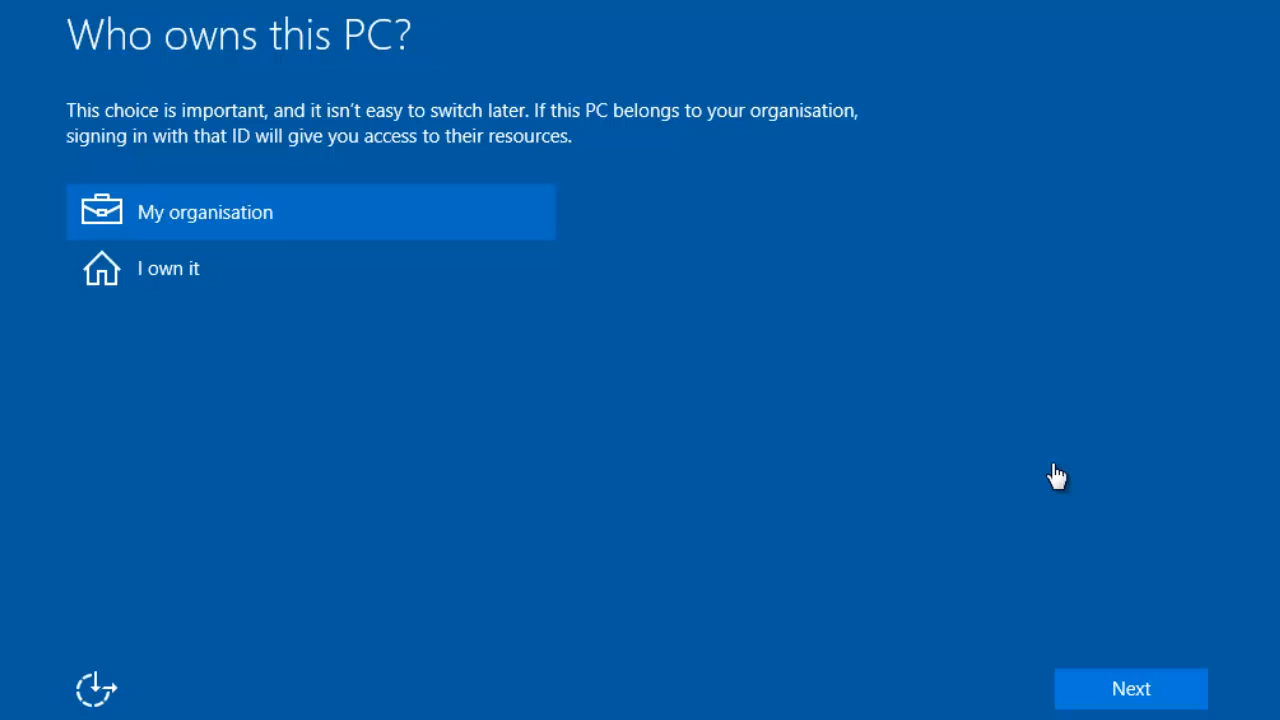 Who owns this PC?
This choice is important, and it isn't easy to switch later. If this PC belongs to your organisation,
signing in with that ID will give you access to their resources.
My organisation
I own it
Next